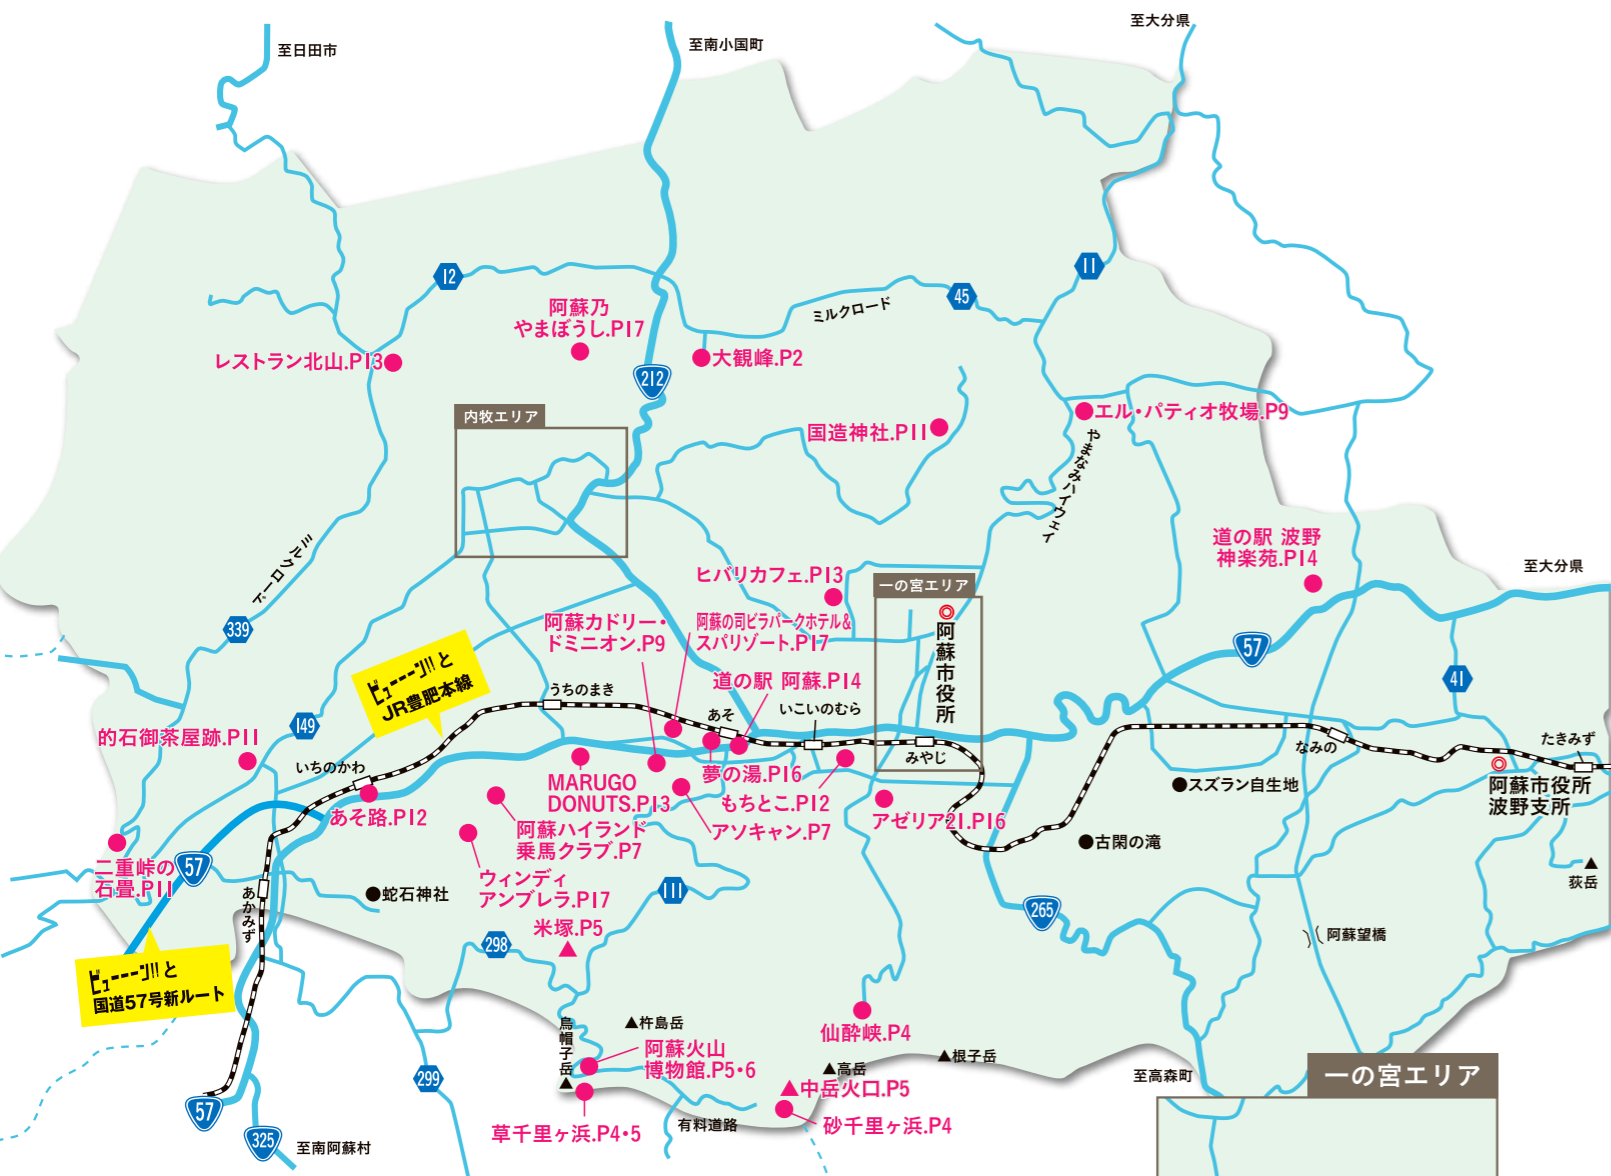 至日田市
至南小国町
至大分県
12
11
45
ミルクロード
阿蘇乃
やまぼうし.P17
レストラン北山.P13
大観峰.P2
212
内牧エリア
国造神社.P11
エル・パティオ牧場.P9
やまなみハイウェイ
ミルクロード
道の駅 波野
神楽苑.P14
至大分県
ヒバリカフェ.P13
一の宮エリア
阿蘇市役所
339
阿蘇カドリー・
ドミニオン.P9
阿蘇の司ビラパークホテル&
スパリゾート.P17
57
41
ビューーーン!!と
JR豊肥本線
うちのまき
道の駅 阿蘇.P14
あそ
いこいのむら
149
的石御茶屋跡.P11
みやじ
なみの
たきみず
いちのかわ
夢の湯.P16
MARUGO
DONUTS.P13
もちとこ.P12
スズラン自生地
阿蘇市役所
波野支所
あそ路.P12
阿蘇ハイランド
乗馬クラブ.P7
アソキャン.P7
アゼリア21.P16
古閑の滝
二重峠の
石畳.P11
57
あかみず
蛇石神社
ウィンディ
アンブレラ.P17
111
荻岳
265
米塚.P5
298
阿蘇望橋
ビューーーン!!と
国道57号新ルート
烏帽子岳
杵島岳
仙酔峡.P4
阿蘇火山
博物館.P5・6
高岳
根子岳
299
中岳火口.P5
至高森町
一の宮エリア
57
草千里ヶ浜.P4・5
有料道路
砂千里ヶ浜.P4
325
至南阿蘇村